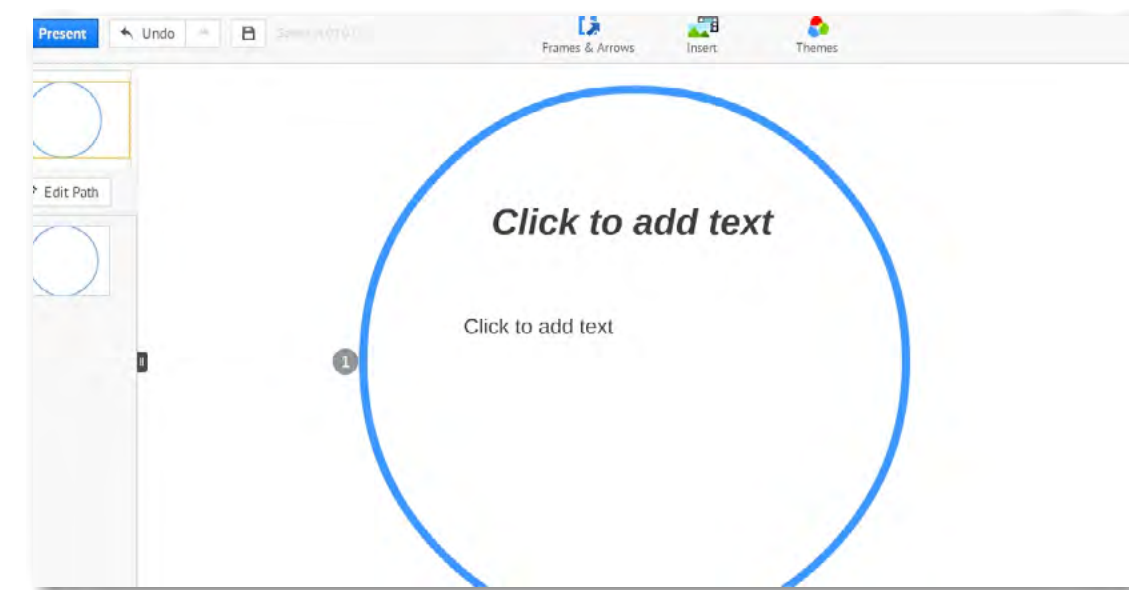 Present
Undo
Frames & Arrows
Insert
Themes
Edit Path
Click to add text
Click to add text
1